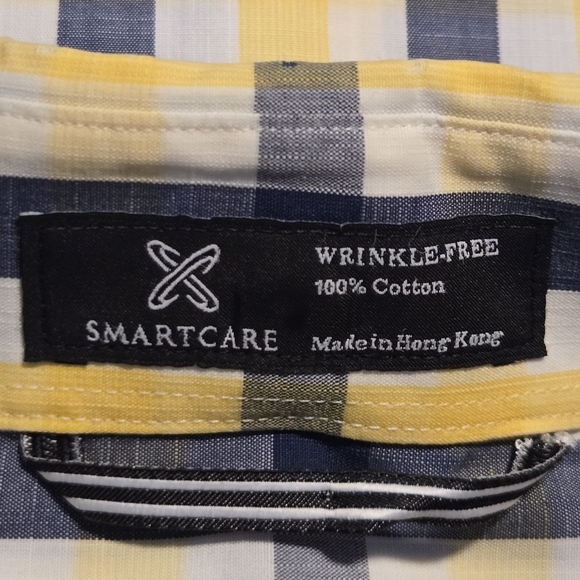 WRINKLE-FREE
100% Cotton
SMARTCARE
Made in Hong Kong